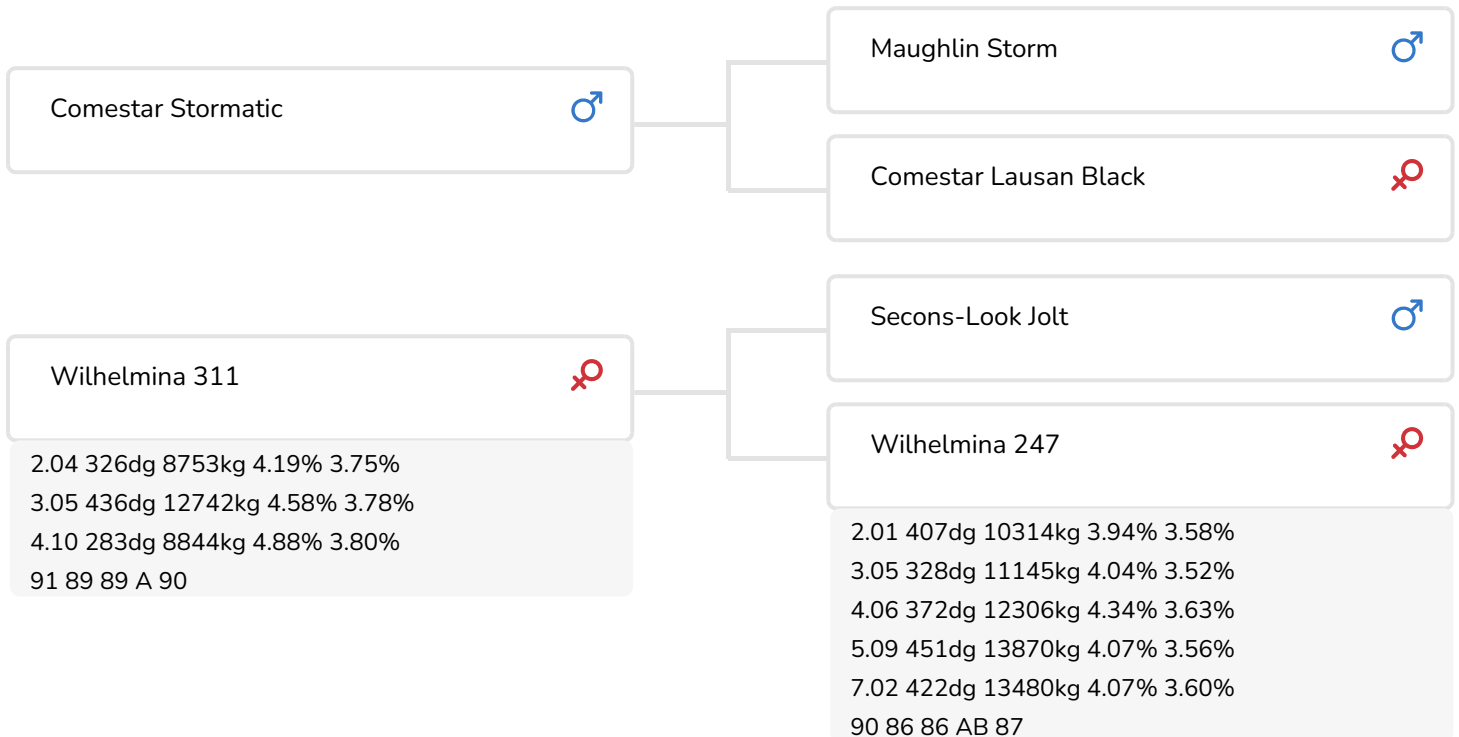 Comestar Stormatic
Maughlin Storm
Comestar Lausan Black
Wilhelmina 311
2.04 326dg 8753kg 4.19% 3.75%
3.05 436dg 12742kg 4.58% 3.78%
4.10 283dg 8844kg 4.88% 3.80%
91 89 89 A 90
Secons-Look Jolt
Wilhelmina 247
2.01 407dg 10314kg 3.94% 3.58%
3.05 328dg 11145kg 4.04% 3.52%
4.06 372dg 12306kg 4.34% 3.63%
5.09 451dg 13870kg 4.07% 3.56%
7.02 422dg 13480kg 4.07% 3.60%
90 86 86 AB 87